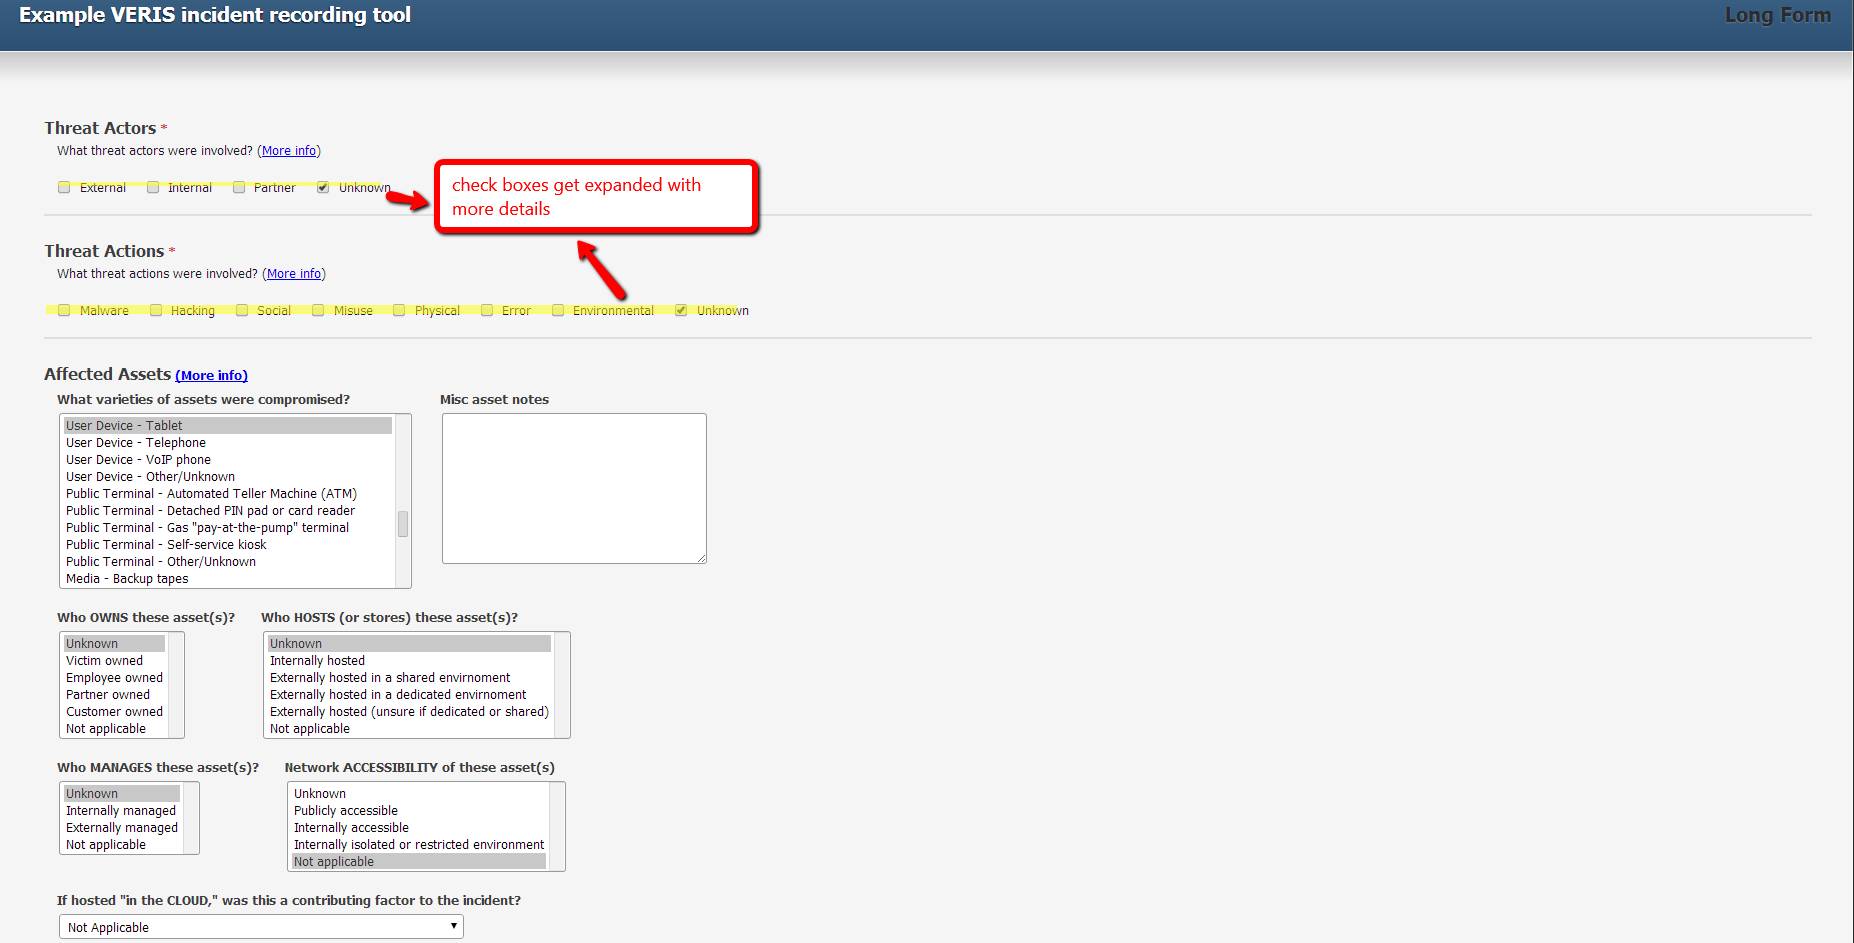 Example VERIS incident recording tool
Long Form
Threat Actors *
What threat actors were involved? (More info)
External Internal Partner Unknown
check boxes get expanded with
more details
Threat Actions *
What threat actions were involved? (More info)
Malware Hacking Social Misuse Physical Error Environmental Unknown
Affected Assets (More info)
What varieties of assets were compromised?
User Device - Tablet
User Device - Telephone
User Device - VoIP phone
User Device - Other/Unknown
Public Terminal - Automated Teller Machine (ATM)
Public Terminal - Detached PIN pad or card reader
Public Terminal - Gas "pay-at-the-pump" terminal
Public Terminal - Self-service kiosk
Public Terminal - Other/Unknown
Media - Backup tapes
Misc asset notes
Who OWNS these asset(s)?
Unknown
Victim owned
Employee owned
Partner owned
Customer owned
Not applicable
Who HOSTS (or stores) these asset(s)?
Unknown
Internally hosted
Externally hosted in a shared envirnoment
Externally hosted in a dedicated envirnoment
Externally hosted (unsure if dedicated or shared)
Not applicable
Who MANAGES these asset(s)?
Unknown
Internally managed
Externally managed
Not applicable
Network ACCESSIBILITY of these asset(s)
Unknown
Publicly accessible
Internally accessible
Internally isolated or restricted environment
Not applicable
If hosted "in the CLOUD," was this a contributing factor to the incident?
Not Applicable